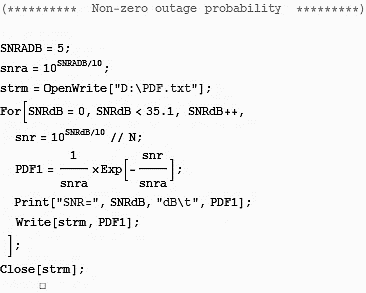 (********** Non-zero outage probability *********)
SNRADB = 5;
snra = 10^SNRADB/10;
strm = OpenWrite["D:\PDF.txt"];
For[SNRdB = 0, SNRdB < 35.1, SNRdB++,
snr = 10^SNRdB/10 // N;
PDF1 = 1/snra × Exp[-snr/snra];
Print["SNR=", SNRdB, "dB\t", PDF1];
Write[strm, PDF1];
];
Close[strm];